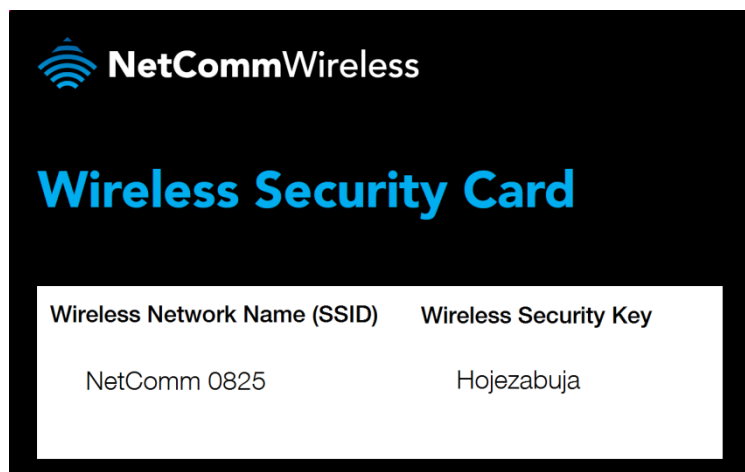 NetCommWireless
Wireless Security Card
Wireless Network Name (SSID) Wireless Security Key
NetComm 0825 Hojezabuja